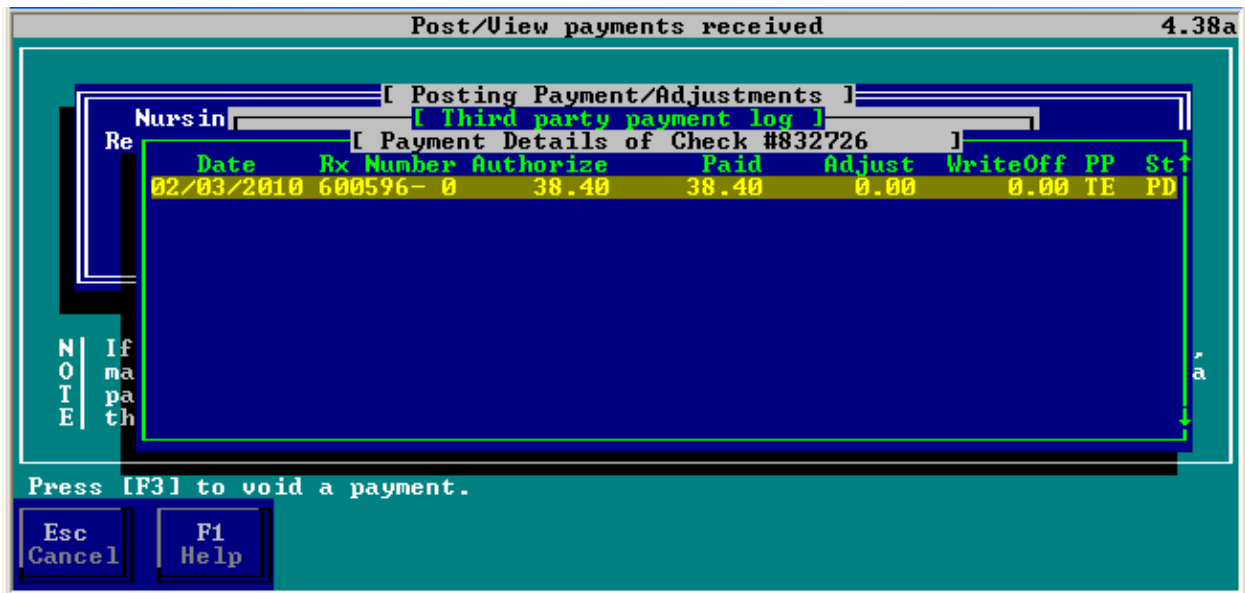 Post/View payments received 4.38a
[ Posting Payment/Adjustments ]
Nursin [ Third party payment log ]
Re [ Payment Details of Check #832726 ]
Date Rx Number Authorize Paid Adjust WriteOff PP St↑
02/03/2010 600596- 0 38.40 38.40 0.00 0.00 TE PD
N If ,
O ma a
T pa
E th ↓
Press [F3] to void a payment.
Esc F1
Cancel Help